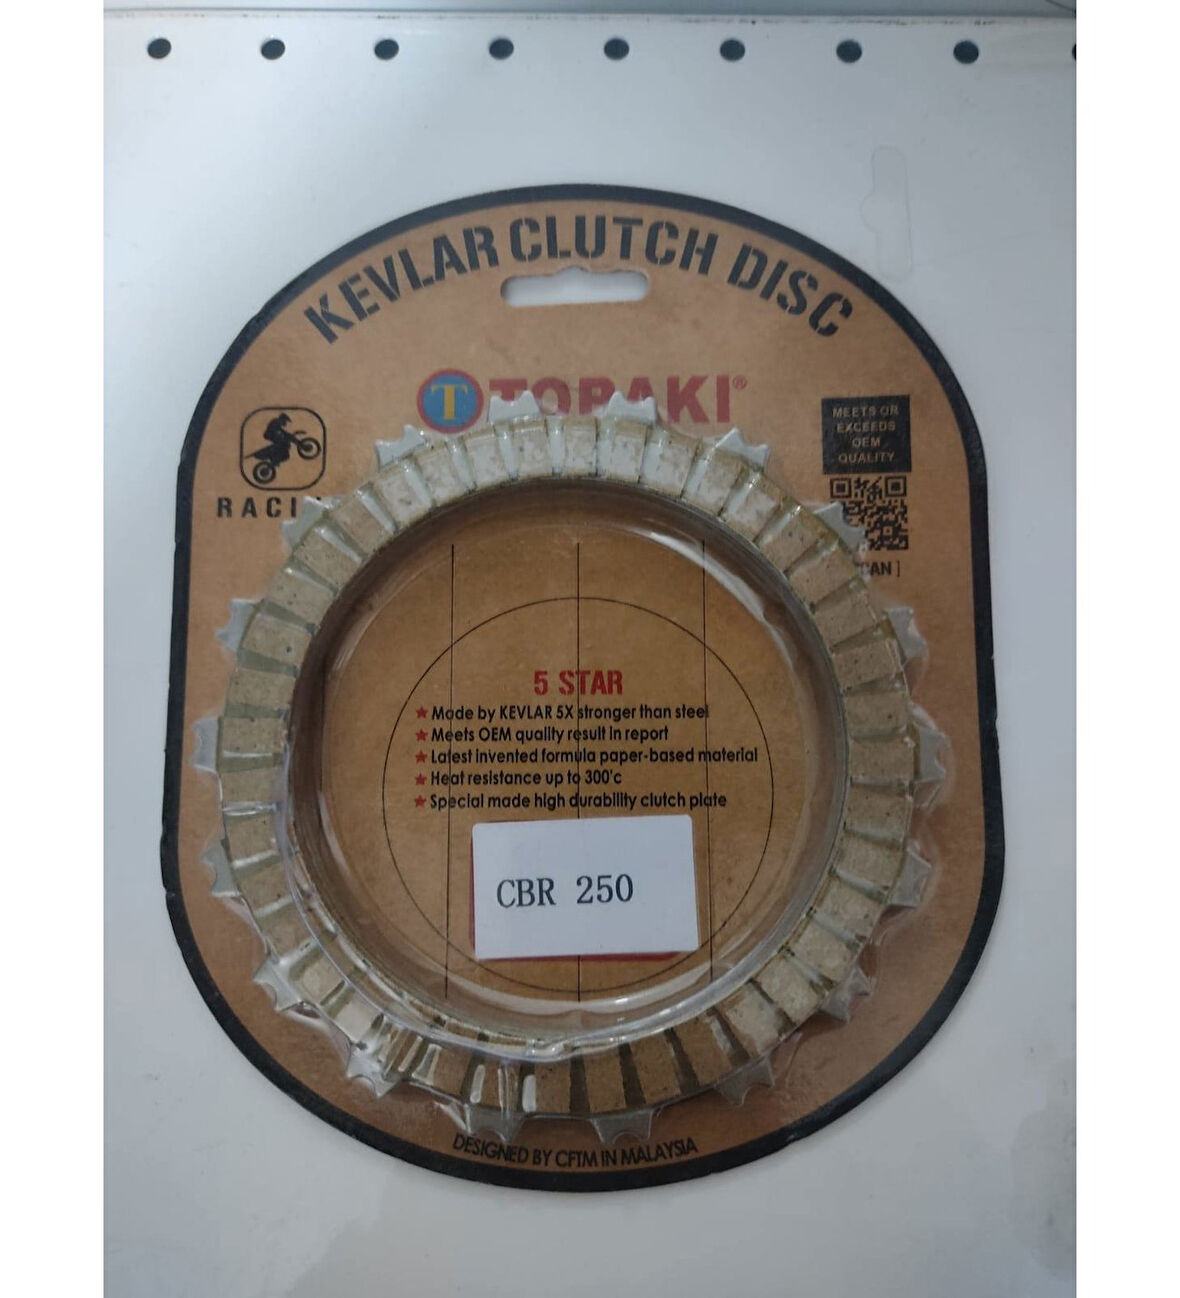 KEVLAR CLUTCH DISC
T TOPAKI®
MEETS OR
EXCEEDS
OEM
QUALITY
5 STAR
★ Made by KEVLAR 5X stronger than steel
★ Meets OEM quality result in report
★ Latest invented formula paper-based material
★ Heat resistance up to 300'c
★ Special made high durability clutch plate
CBR 250
DESIGNED BY CFTM IN MALAYSIA